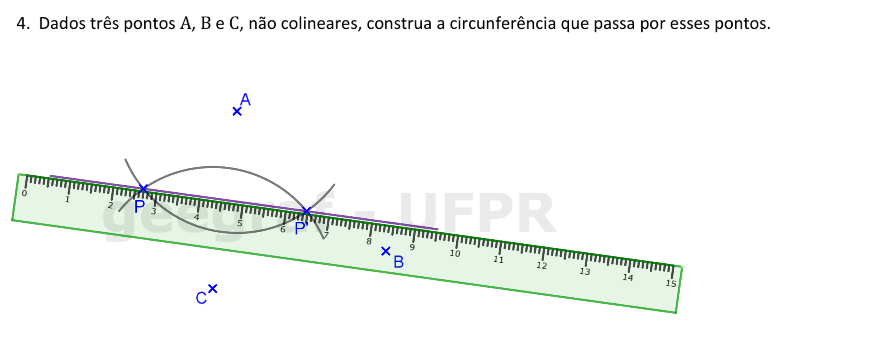 4. Dados três pontos A, B e C, não colineares, construa a circunferência que passa por esses pontos.
A
0 1 2 3 4 5 6 7 8 9 10 11 12 13 14 15
P P'
B
C
geegraf - UFPR